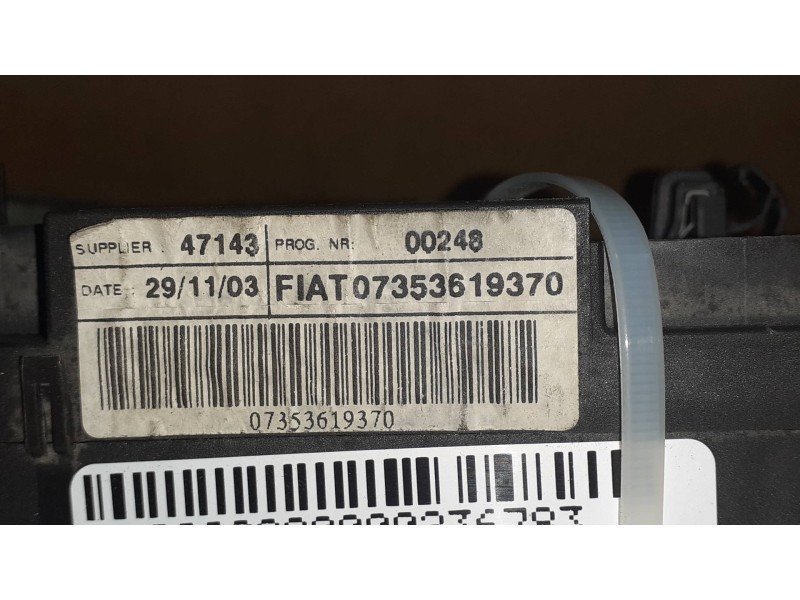 SUPPLIER : 47143 PROG. NR: 00248
DATE : 29/11/03 FIAT 07353619370
07353619370